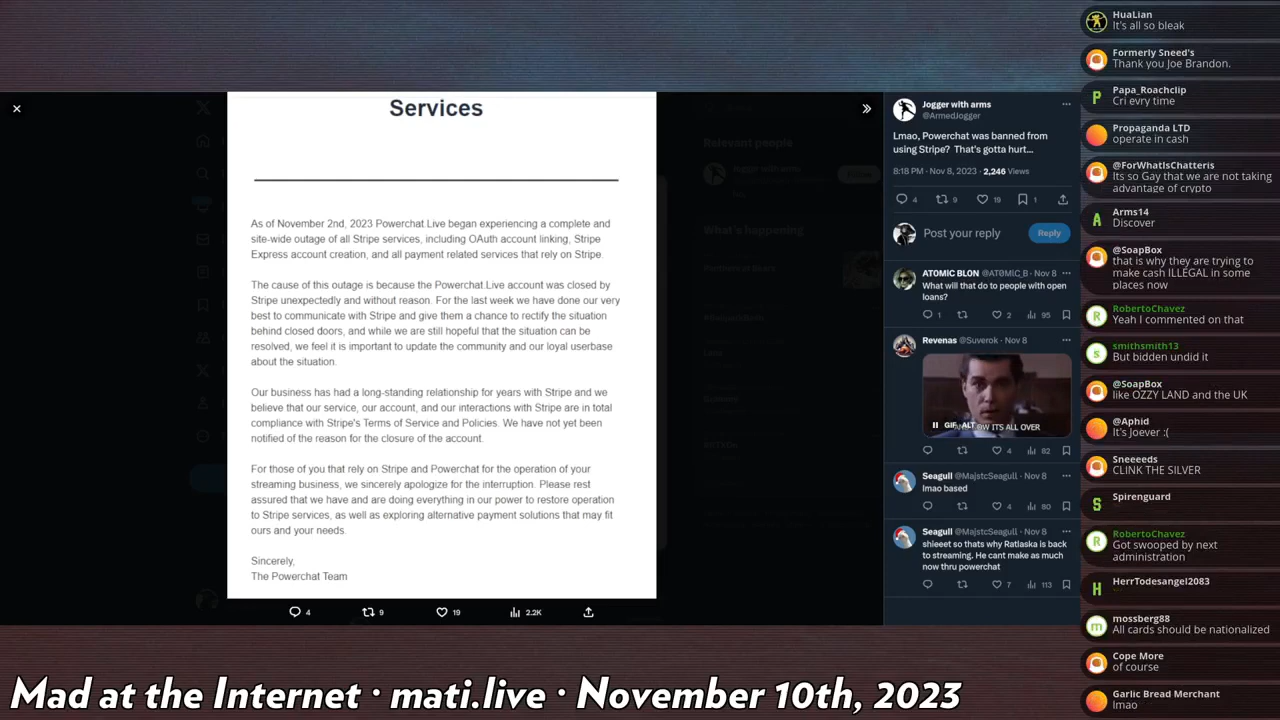 Services
As of November 2nd, 2023 Powerchat.Live began experiencing a complete and
site-wide outage of all Stripe services, including OAuth account linking, Stripe
Express account creation, and all payment related services that rely on Stripe.
The cause of this outage is because the Powerchat.Live account was closed by
Stripe unexpectedly and without reason. For the last week we have done our very
best to communicate with Stripe and give them a chance to rectify the situation
behind closed doors, and while we are still hopeful that the situation can be
resolved, we feel it is important to update the community and our loyal userbase
about the situation.
Our business has had a long-standing relationship for years with Stripe and we
believe that our service, our account, and our interactions with Stripe are in total
compliance with Stripe's Terms of Service and Policies. We have not yet been
notified of the reason for the closure of the account.
For those of you that rely on Stripe and Powerchat for the operation of your
streaming business, we sincerely apologize for the interruption. Please rest
assured that we have and are doing everything in our power to restore operation
to Stripe services, as well as exploring alternative payment solutions that may fit
ours and your needs.
Sincerely,
The Powerchat Team
4 9 19 2.2K
Relevant people
Jogger with arms
What's happening
Jogger with arms
@ArmedJogger
Lmao, Powerchat was banned from
using Stripe? That's gotta hurt...
8:18 PM · Nov 8, 2023 · 2,246 Views
4 9 19 1
Post your reply
Reply
AT0MIC BL0N @AT0MIC_B · Nov 8
What will that do to people with open
loans?
1 2 95
Revenas @Suverok · Nov 8
GIF ALT
OW ITS ALL OVER
4 82
Seagull @MajstcSeagull · Nov 8
lmao based
4 80
Seagull @MajstcSeagull · Nov 8
shieeet so thats why Ratlaska is back
to streaming. He cant make as much
now thru powerchat
7 113
HuaLian
It's all so bleak
Formerly Sneed's
Thank you Joe Brandon.
P
Papa_Roachclip
Cri evry time
Propaganda LTD
operate in cash
@ForWhatIsChatteris
Its so Gay that we are not taking
advantage of crypto
A
Arms14
Discover
@SoapBox
that is why they are trying to
make cash ILLEGAL in some
places now
R
RobertoChavez
Yeah I commented on that
s
smithsmith13
But bidden undid it
@SoapBox
like OZZY LAND and the UK
@Aphid
It's Joever :(
Sneeeds
CLINK THE SILVER
S
Spirenguard
R
RobertoChavez
Got swooped by next
administration
H
HerrTodesangel2083
m
mossberg88
All cards should be nationalized
Cope More
of course
Garlic Bread Merchant
lmao
Mad at the Internet · mati.live · November 10th, 2023